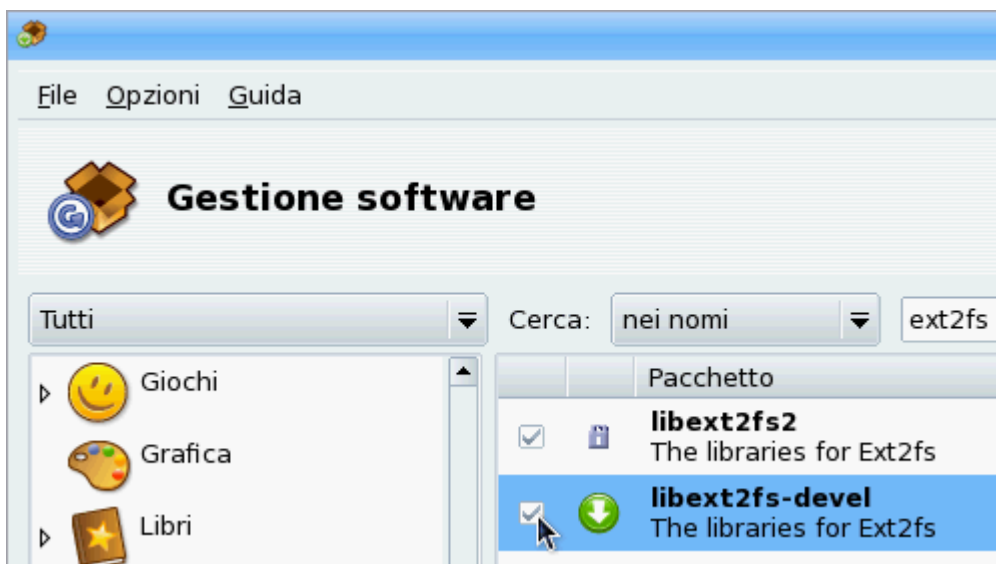 File Opzioni Guida
Gestione software
Tutti
Cerca: nei nomi ext2fs
Giochi
Grafica
Libri
Pacchetto
libext2fs2
The libraries for Ext2fs
libext2fs-devel
The libraries for Ext2fs